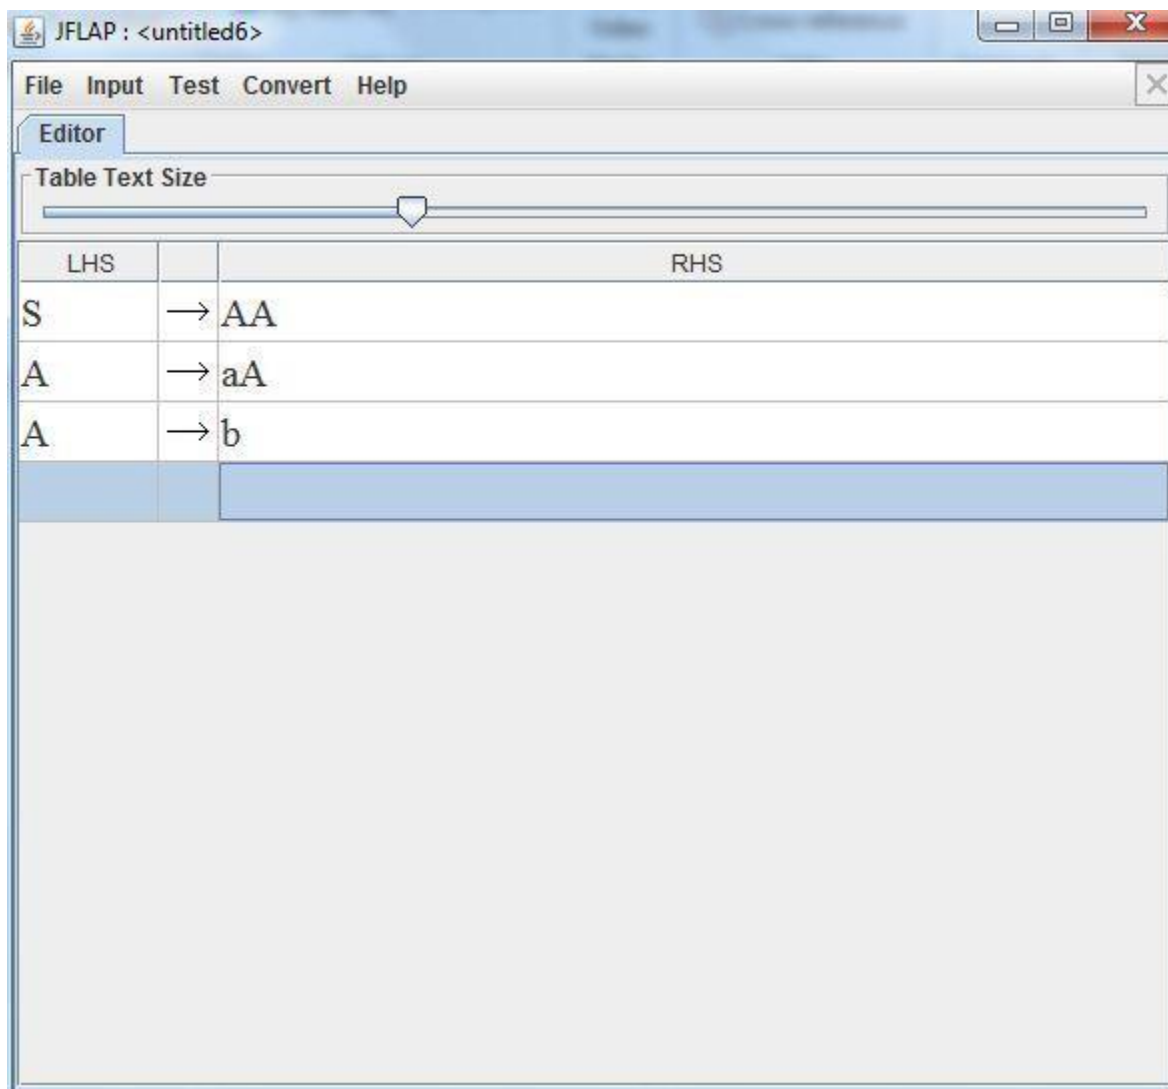 JFLAP : <untitled6>
File Input Test Convert Help
Editor
Table Text Size
LHS RHS
S → AA
A → aA
A → b